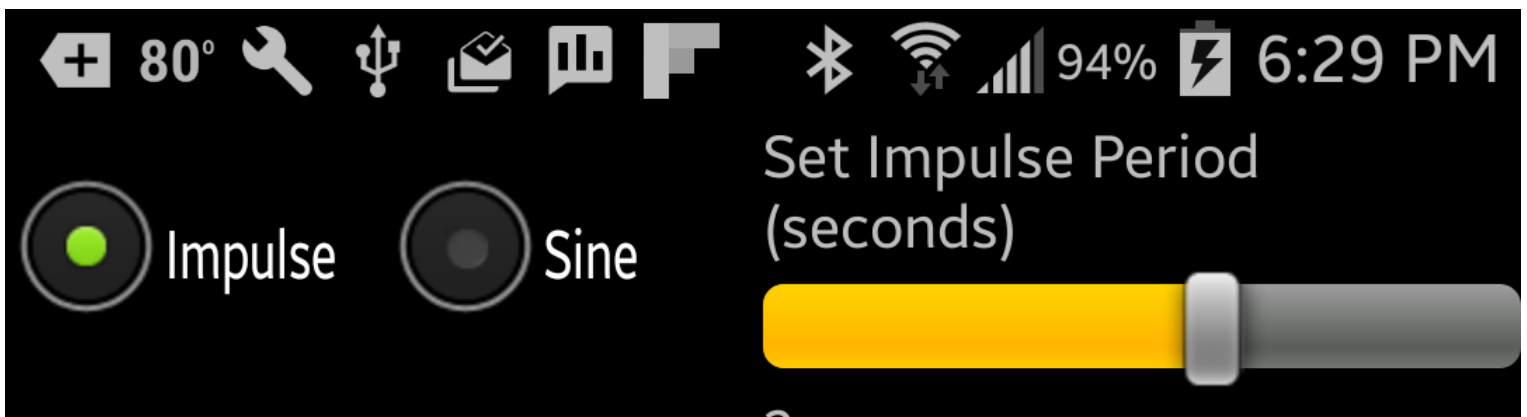 80° 94% 6:29 PM
Set Impulse Period
(seconds)
Impulse Sine